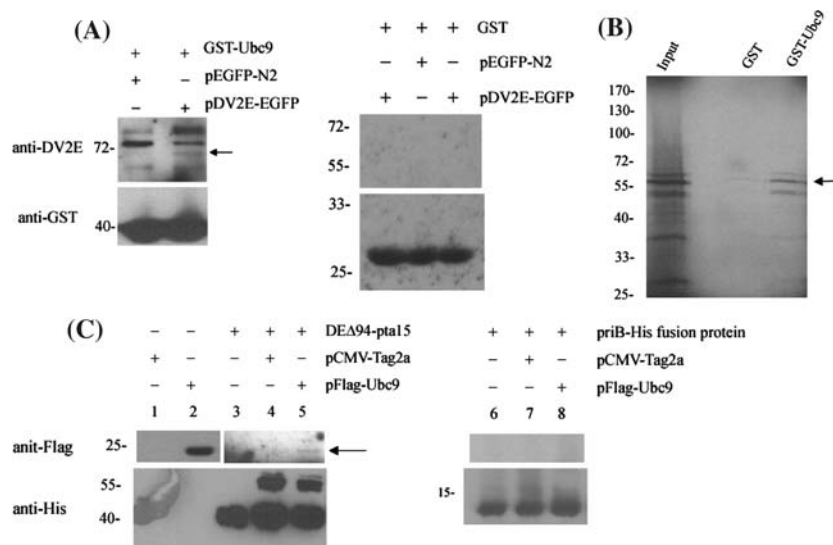 (A)
+ + GST-Ubc9
+ − pEGFP-N2
− + pDV2E-EGFP
anti-DV2E
72-
anti-GST
40-
+ + + GST
− + − pEGFP-N2
+ − + pDV2E-EGFP
72-
55-
33-
25-
(B)
Input
GST
GST-Ubc9
170-
130-
100-
72-
55-
40-
33-
25-
(C)
− − + + + DEΔ94-pta15
+ − − + − pCMV-Tag2a
− + − − + pFlag-Ubc9
1 2 3 4 5
anit-Flag
25-
anti-His
55-
40-
+ + + priB-His fusion protein
− + − pCMV-Tag2a
− − + pFlag-Ubc9
6 7 8
15-